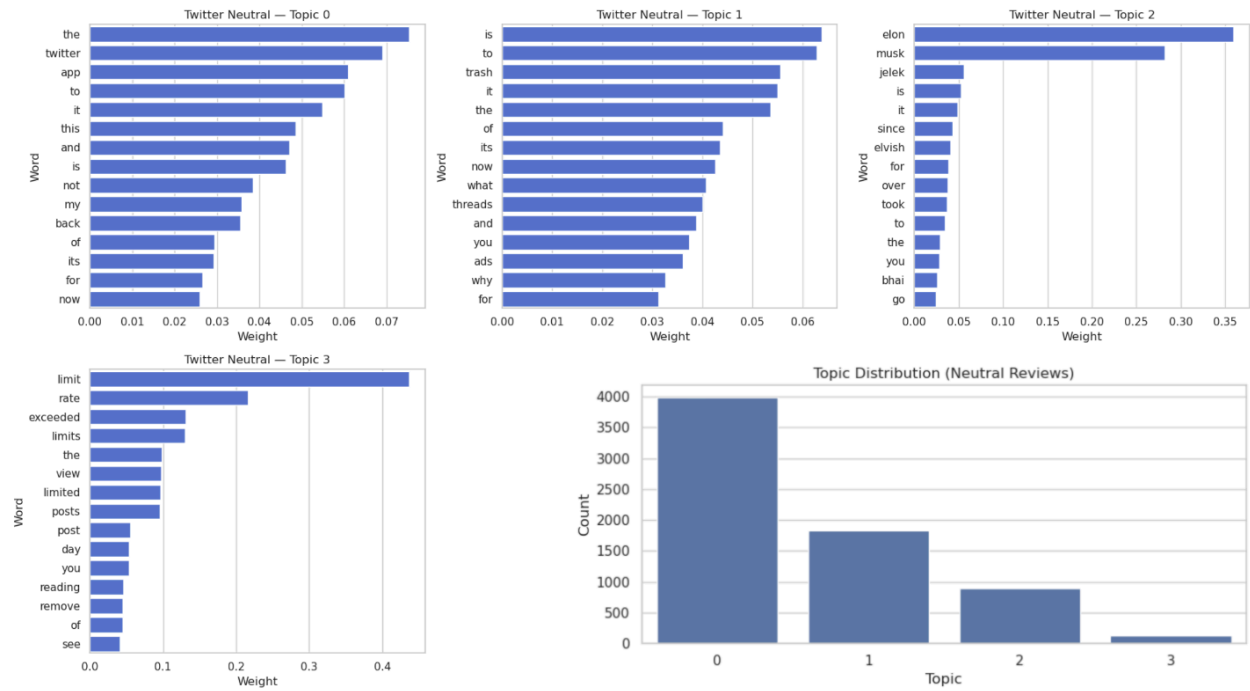 Twitter Neutral — Topic 0
the
twitter
app
to
it
this
and
is
not
my
back
of
its
for
now
Word
0.00 0.01 0.02 0.03 0.04 0.05 0.06 0.07
Weight
Twitter Neutral — Topic 1
is
to
trash
it
the
of
its
now
what
threads
and
you
ads
why
for
Word
0.00 0.01 0.02 0.03 0.04 0.05 0.06
Weight
Twitter Neutral — Topic 2
elon
musk
jelek
is
it
since
elvish
for
over
took
to
the
you
bhai
go
Word
0.00 0.05 0.10 0.15 0.20 0.25 0.30 0.35
Weight
Twitter Neutral — Topic 3
limit
rate
exceeded
limits
the
view
limited
posts
post
day
you
reading
remove
of
see
Word
0.0 0.1 0.2 0.3 0.4
Weight
Topic Distribution (Neutral Reviews)
4000
3500
3000
2500
2000
1500
1000
500
0
Count
0 1 2 3
Topic